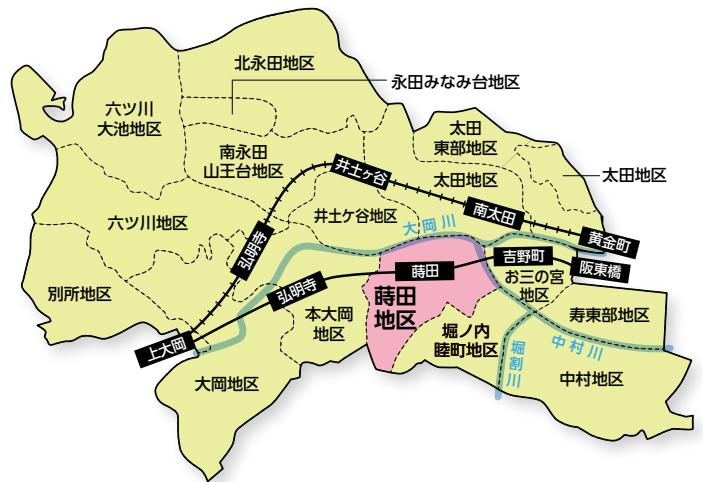 北永田地区
永田みなみ台地区
六ツ川
大池地区
太田
東部地区
南永田
山王台地区
井土ヶ谷
太田地区
太田地区
六ツ川地区
井土ケ谷地区
南太田
大岡川
黄金町
弘明寺
吉野町
阪東橋
蒔田
別所地区
弘明寺
蒔田
地区
お三の宮
地区
本大岡
地区
寿東部地区
上大岡
堀ノ内
睦町地区
中村川
堀割川
大岡地区
中村地区